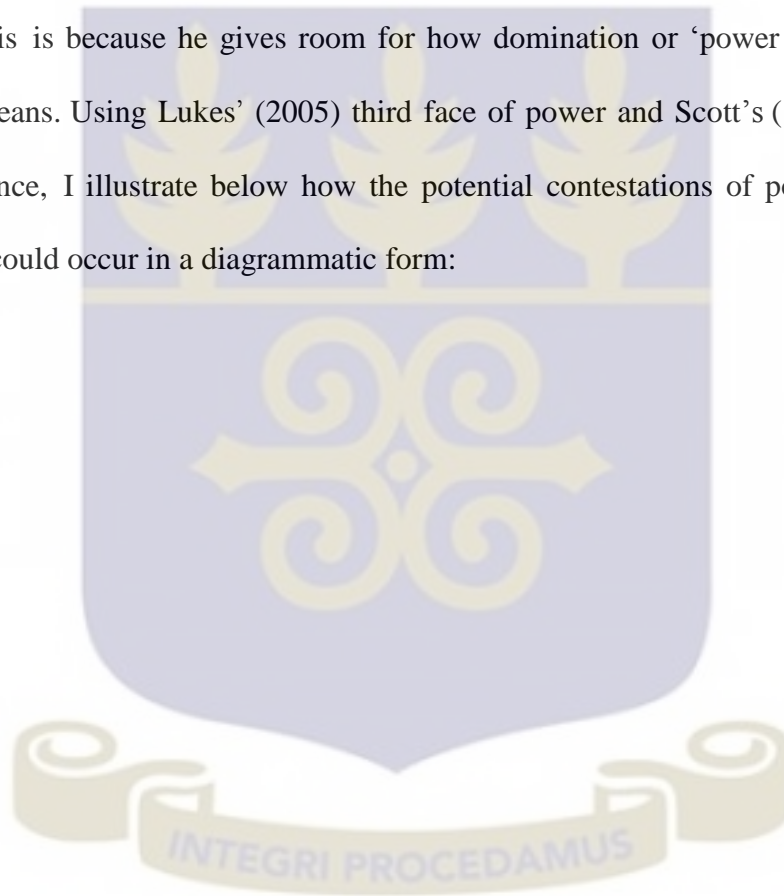 is is because he gives room for how domination or ‘power
eans. Using Lukes’ (2005) third face of power and Scott’s (
nce, I illustrate below how the potential contestations of p
could occur in a diagrammatic form:
INTEGRI PROCEDAMUS